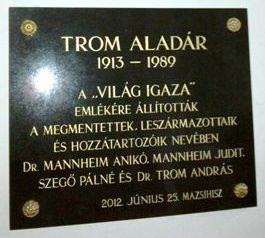 TROM ALADÁR
1913 – 1989
A „VILÁG IGAZA”
EMLÉKÉRE ÁLLÍTOTTÁK
A MEGMENTETTEK, LESZÁRMAZOTTAIK
ÉS HOZZÁTARTOZÓIK NEVÉBEN
DR. MANNHEIM ANIKÓ, MANNHEIM JUDIT,
SZEGŐ PÁLNÉ ÉS DR. TROM ANDRÁS
2012. JÚNIUS 25. MAZSIHISZ